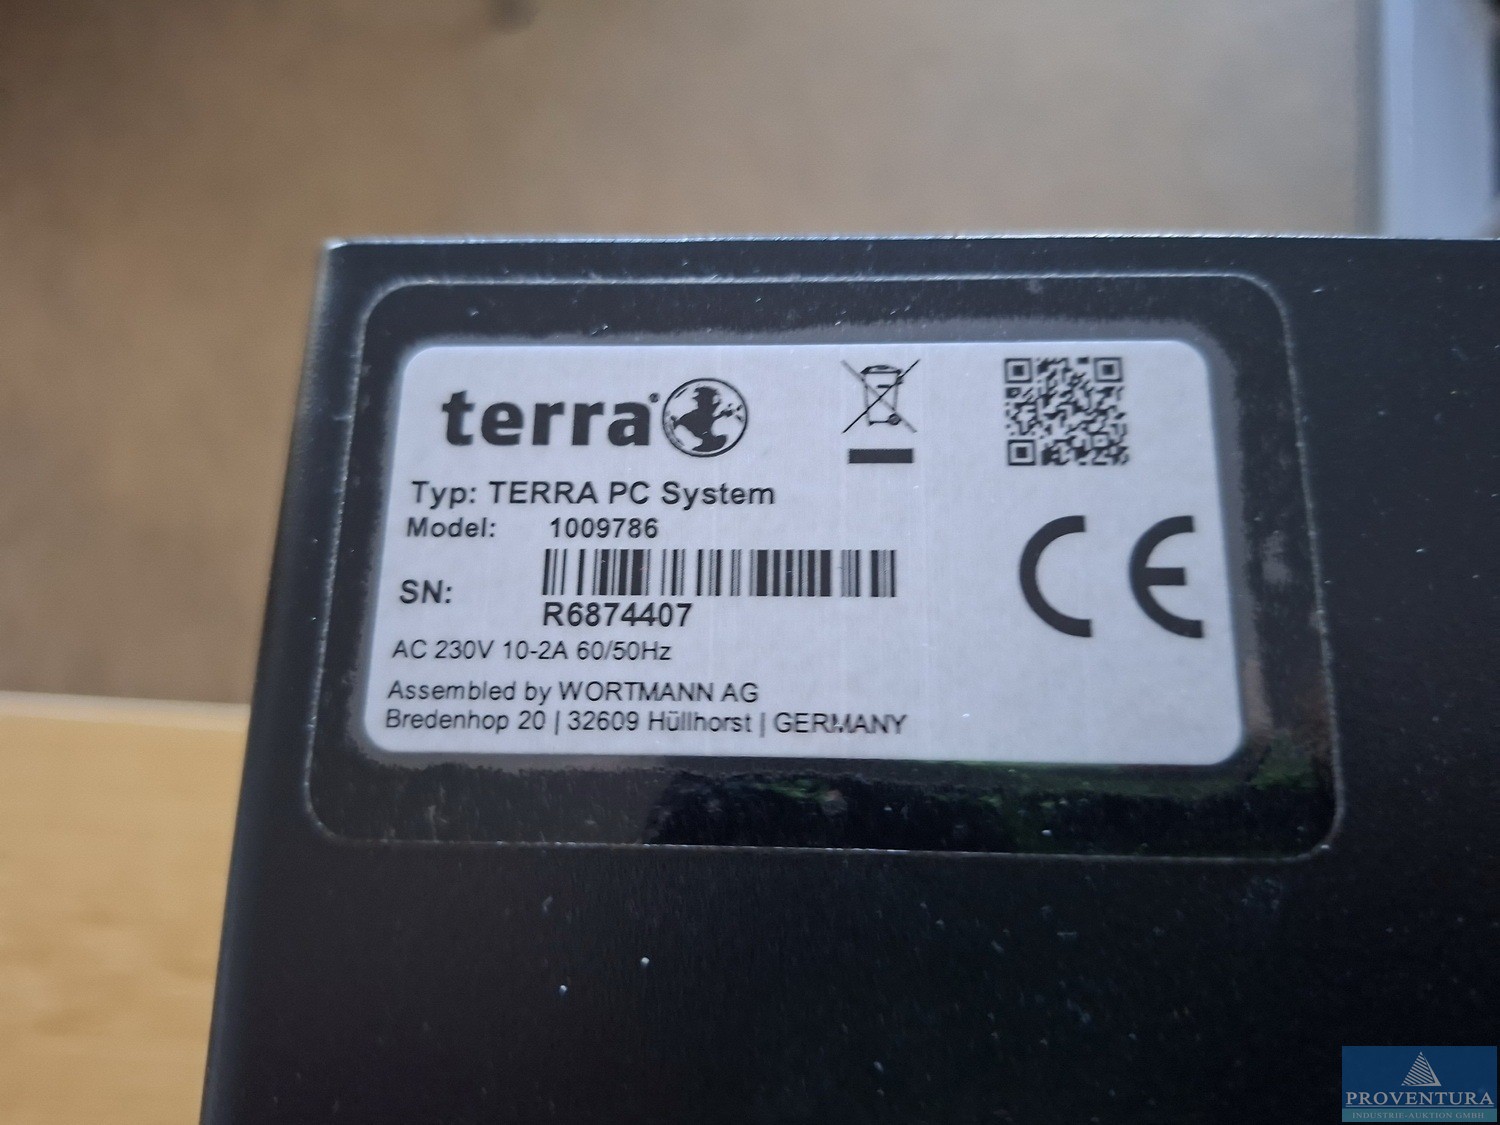 terra®
Typ: TERRA PC System
Model: 1009786
SN:
R6874407
AC 230V 10-2A 60/50Hz
Assembled by WORTMANN AG
Bredenhop 20 | 32609 Hüllhorst | GERMANY
CE
PROVENTURA
INDUSTRIE-AUKTION GMBH